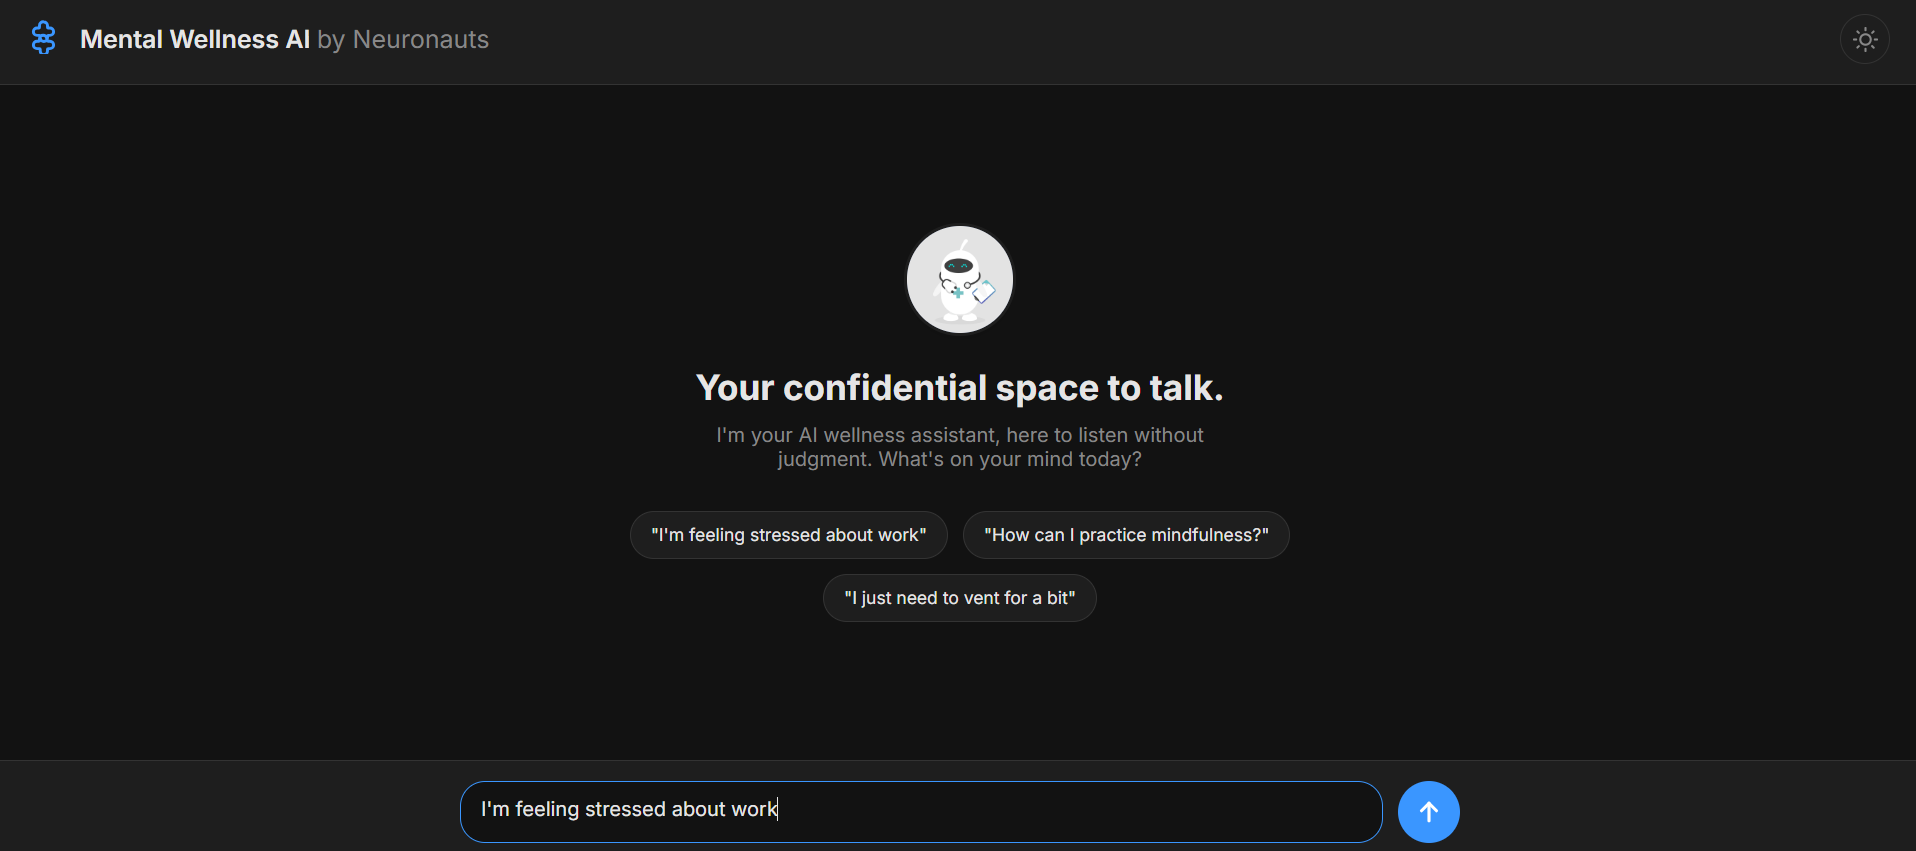 Mental Wellness AI by Neuronauts
Your confidential space to talk.
I'm your AI wellness assistant, here to listen without
judgment. What's on your mind today?
"I'm feeling stressed about work" "How can I practice mindfulness?"
"I just need to vent for a bit"
I'm feeling stressed about work